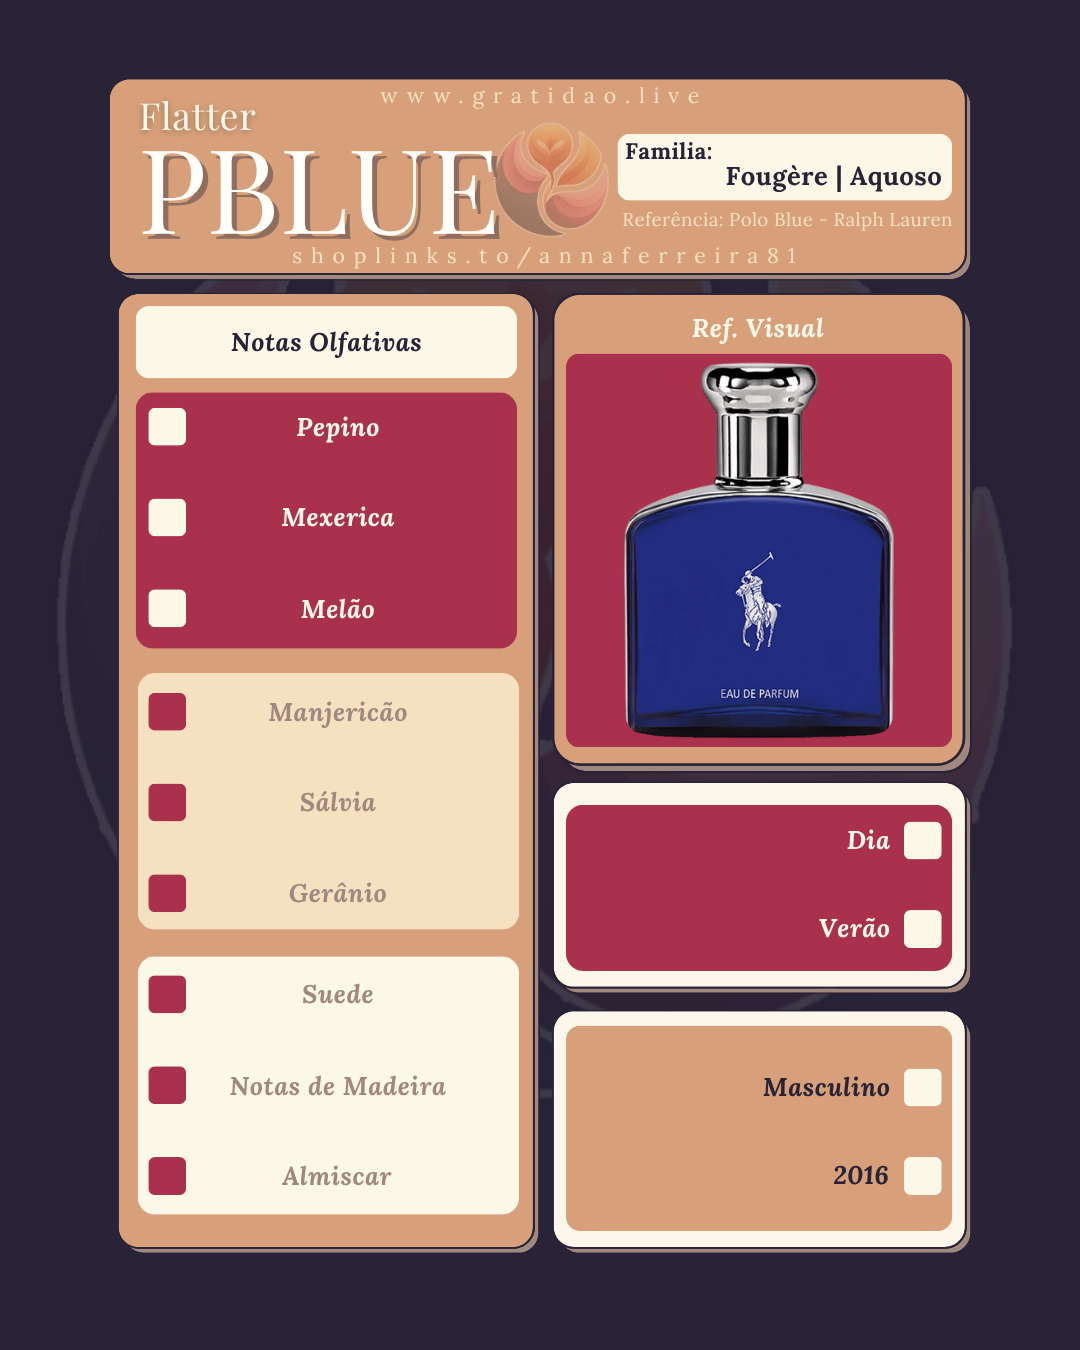 www.gratidao.live
Flatter
PBLUE
Familia:
Fougère | Aquoso
Referência: Polo Blue - Ralph Lauren
shoplinks.to/annaferreira81
Notas Olfativas
Pepino
Mexerica
Melão
Manjericão
Sálvia
Gerânio
Suede
Notas de Madeira
Almiscar
Ref. Visual
EAU DE PARFUM
Dia
Verão
Masculino
2016